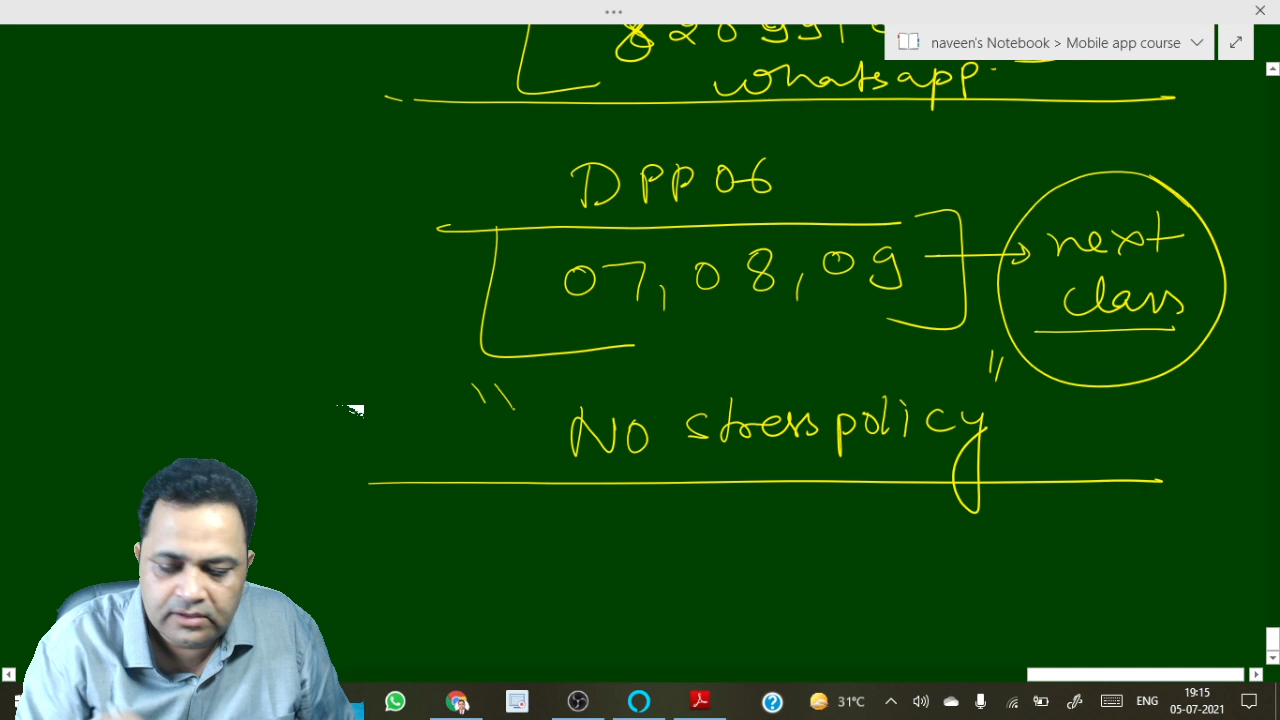 naveen's Notebook > Mobile app course
whatsapp.
DPP 06
07, 08, 09
next
class
" No stress policy "
31°C
ENG
19:15
05-07-2021